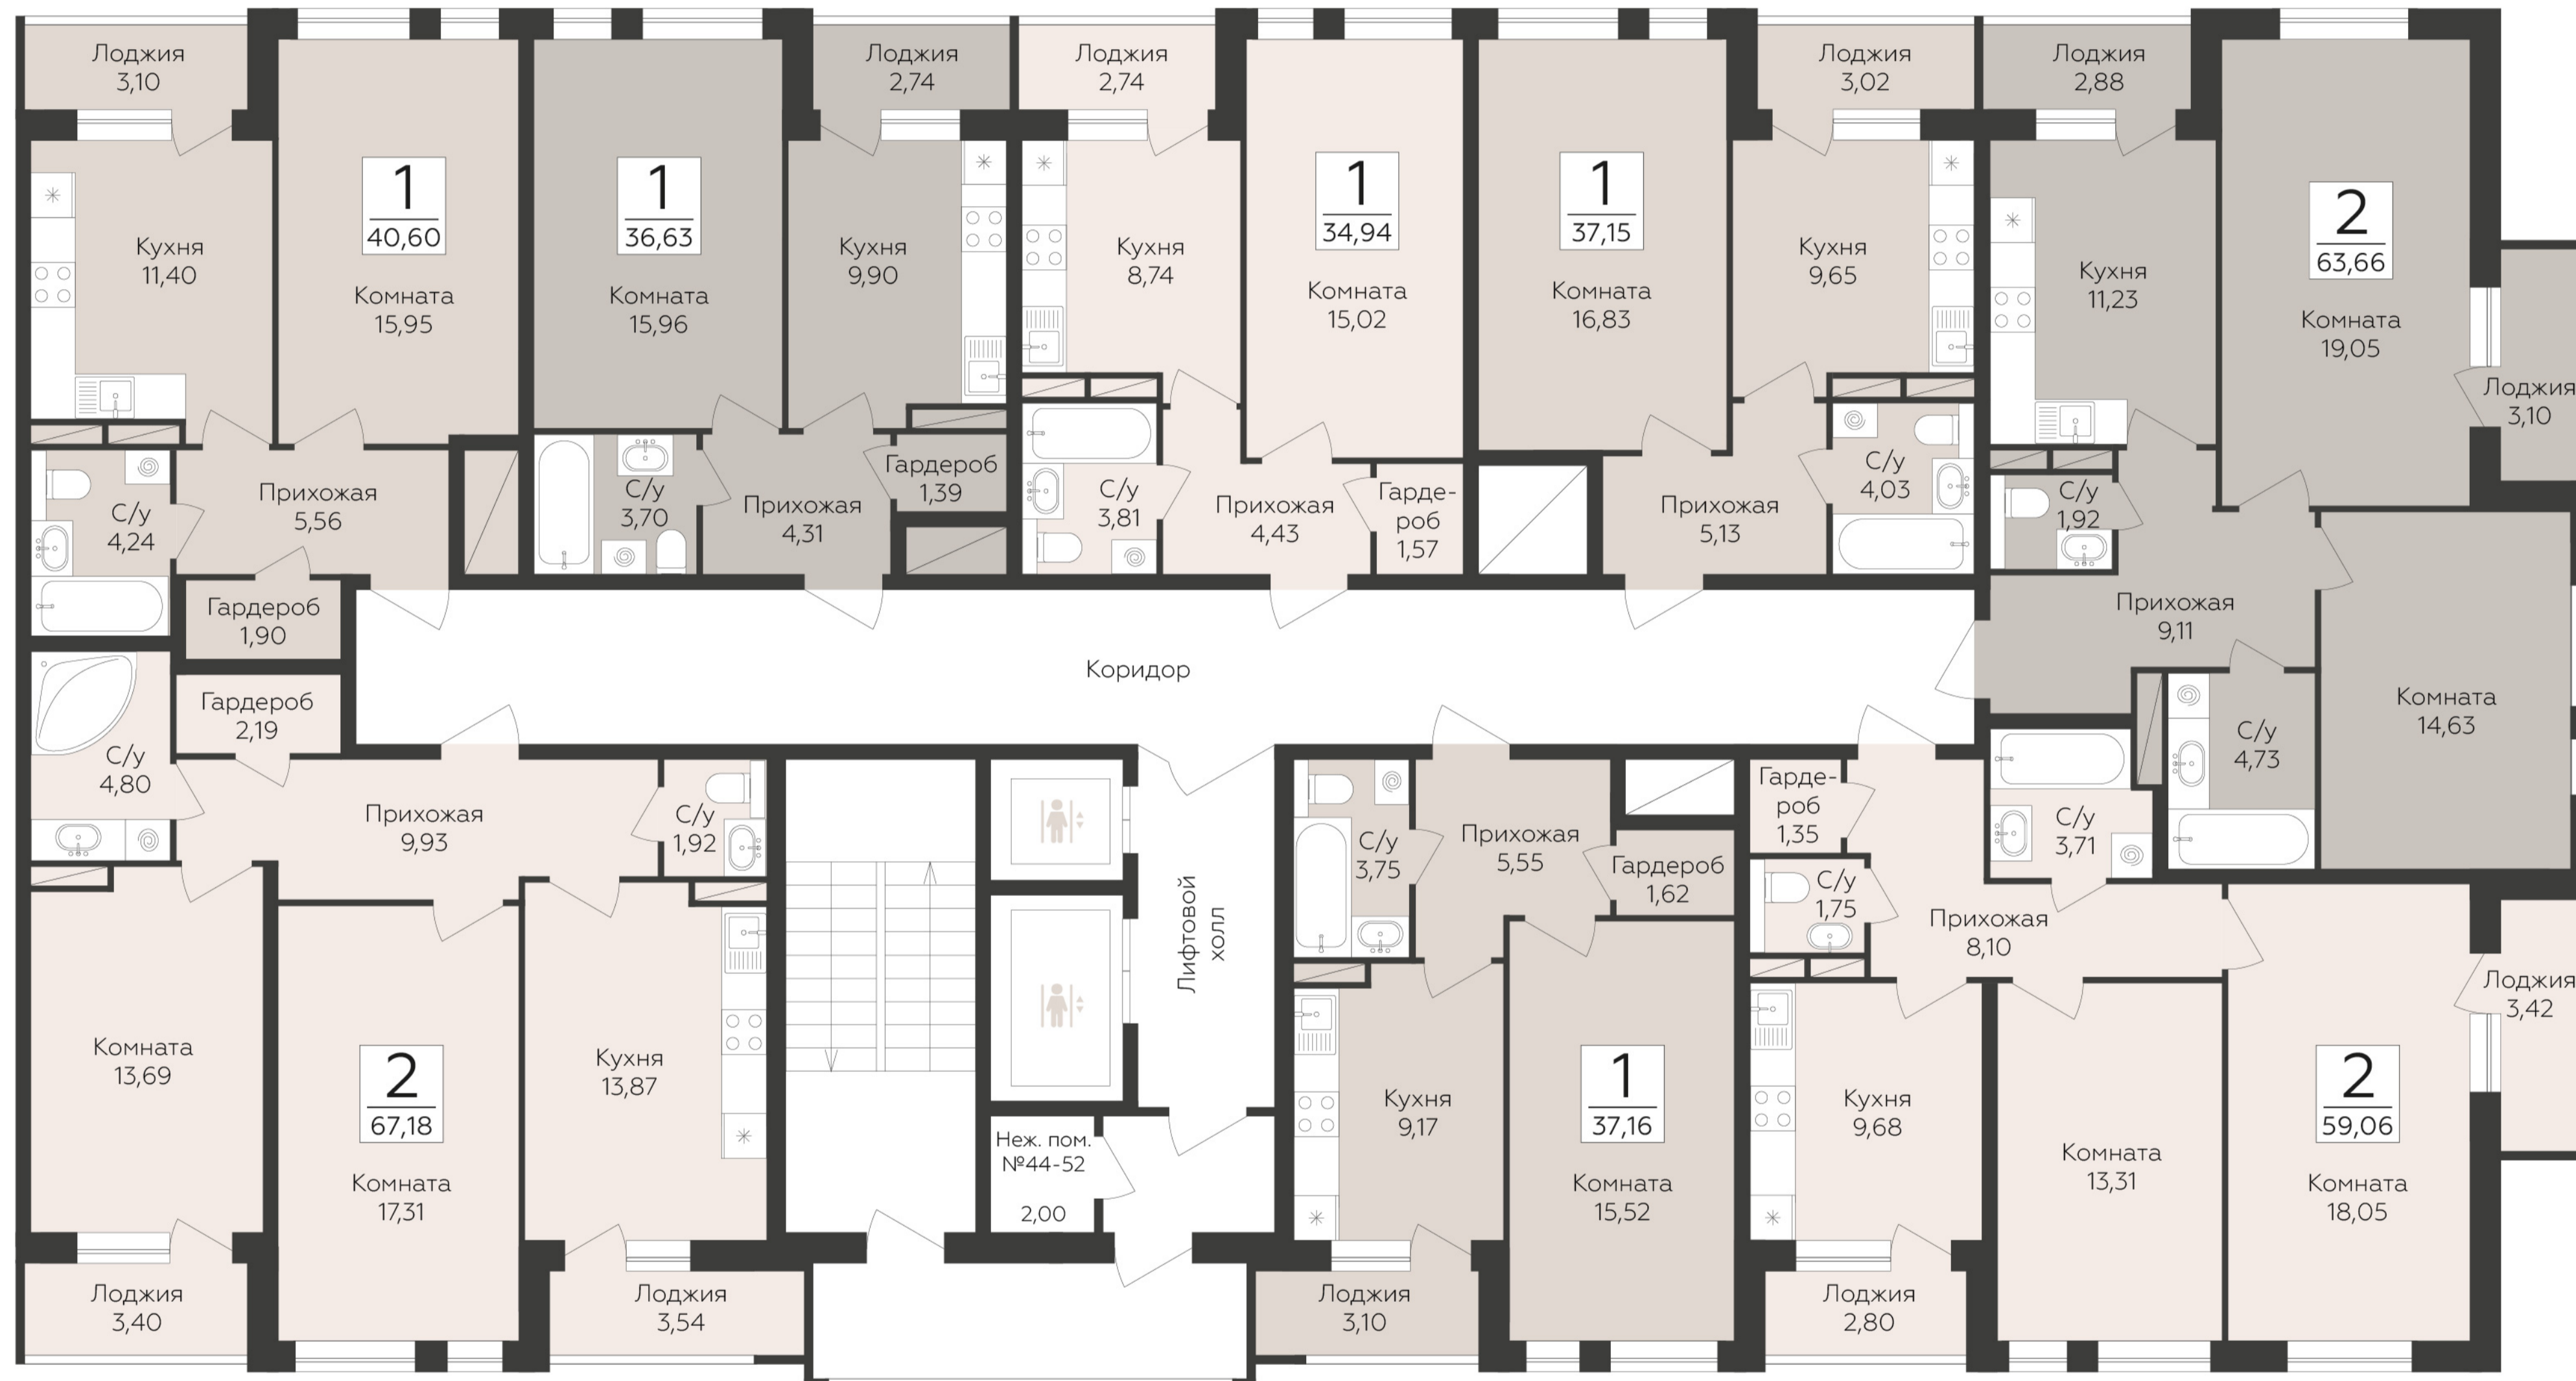 Лоджия
3,10
Кухня
11,40
1
40,60
Комната
15,95
С/у
4,24
Прихожая
5,56
Гардероб
1,90
1
36,63
Комната
15,96
Лоджия
2,74
Кухня
9,90
С/у
3,70
Прихожая
4,31
Гардероб
1,39
Лоджия
2,74
Кухня
8,74
1
34,94
Комната
15,02
С/у
3,81
Прихожая
4,43
Гарде-
роб
1,57
1
37,15
Комната
16,83
Лоджия
3,02
Кухня
9,65
Прихожая
5,13
С/у
4,03
Лоджия
2,88
Кухня
11,23
2
63,66
Комната
19,05
Лоджия
3,10
С/у
1,92
Прихожая
9,11
С/у
4,73
Комната
14,63
Коридор
Гардероб
2,19
С/у
4,80
Прихожая
9,93
С/у
1,92
Комната
13,69
2
67,18
Комната
17,31
Кухня
13,87
Лоджия
3,40
Лоджия
3,54
Лифтовой
холл
Неж. пом.
№44-52
2,00
С/у
3,75
Прихожая
5,55
Гардероб
1,62
Кухня
9,17
1
37,16
Комната
15,52
Лоджия
3,10
Гарде-
роб
1,35
С/у
1,75
С/у
3,71
Прихожая
8,10
Кухня
9,68
Комната
13,31
2
59,06
Комната
18,05
Лоджия
3,42
Лоджия
2,80